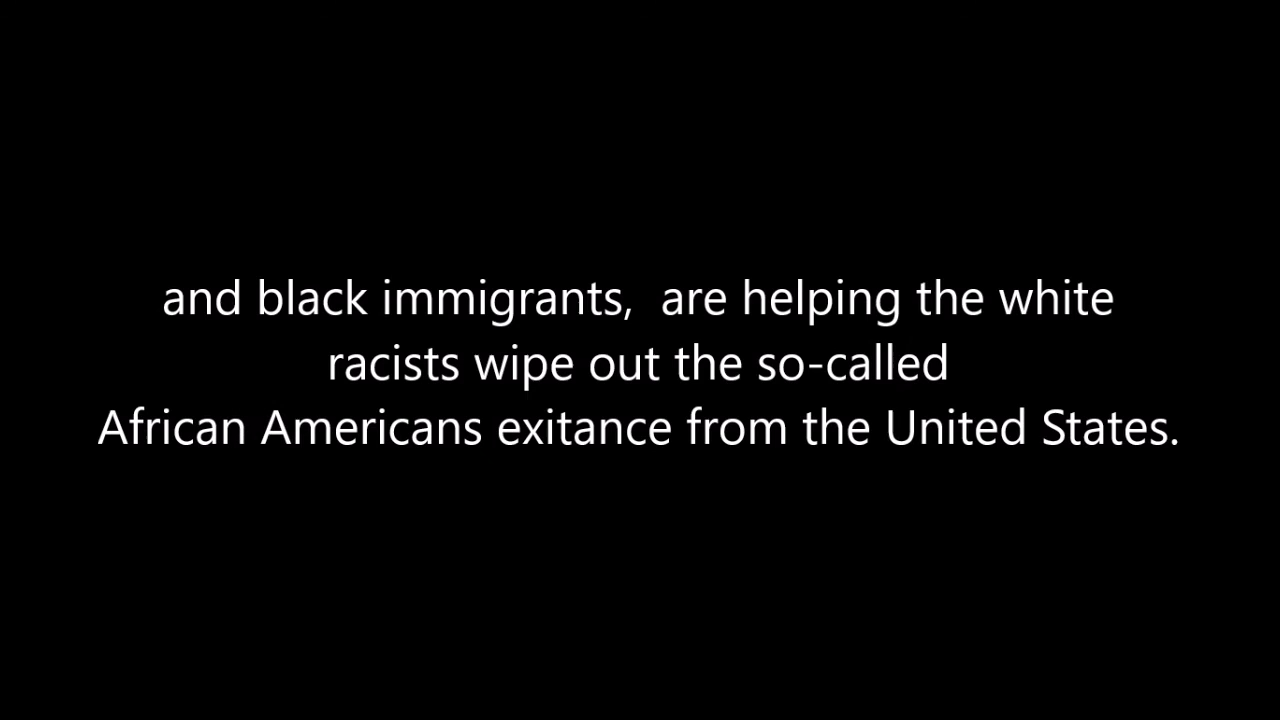 and black immigrants,  are helping the white
racists wipe out the so-called
African Americans exitance from the United States.